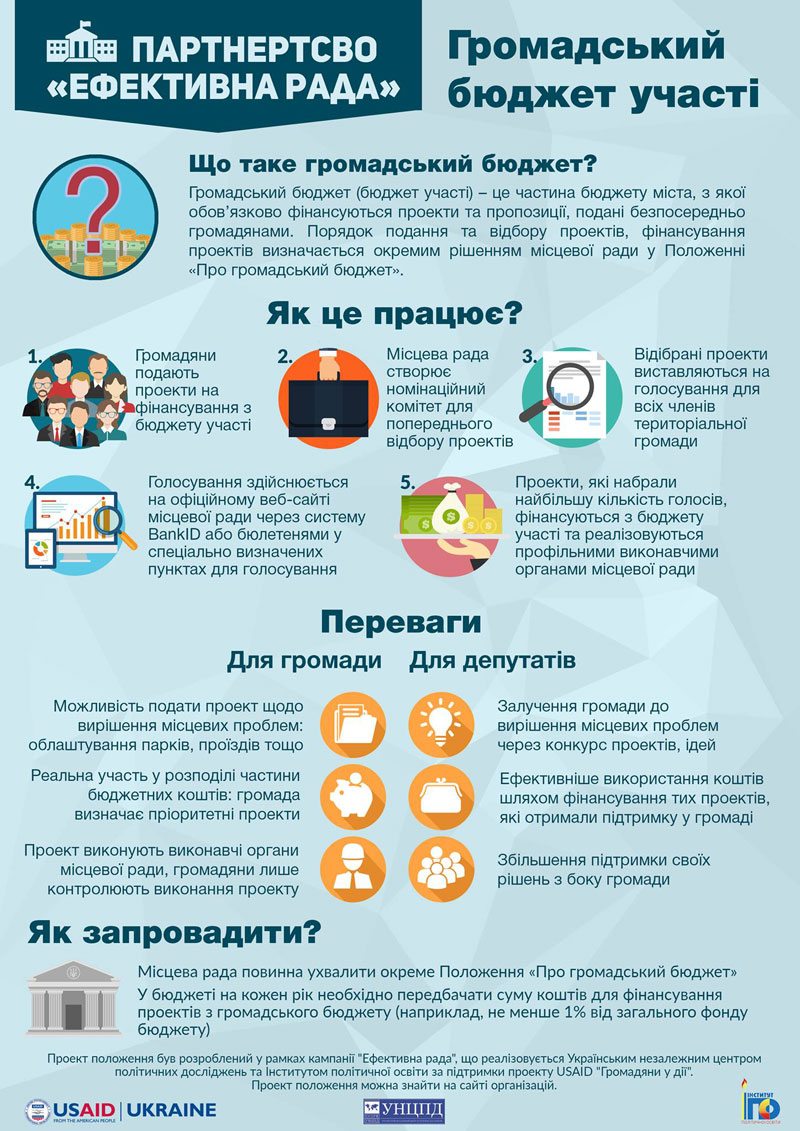 ПАРТНЕРТСВО
«ЕФЕКТИВНА РАДА»
Громадський
бюджет участі
Що таке громадський бюджет?
Громадський бюджет (бюджет участі) – це частина бюджету міста, з якої
обов’язково фінансуються проекти та пропозиції, подані безпосередньо
громадянами. Порядок подання та відбору проектів, фінансування
проектів визначається окремим рішенням місцевої ради у Положенні
«Про громадський бюджет».
Як це працює?
1.
Громадяни
подають
проекти на
фінансування з
бюджету участі
2.
Місцева рада
створює
номінаційний
комітет для
попереднього
відбору проектів
3.
Відібрані проекти
виставляються на
голосування для
всіх членів
територіальної
громади
4.
Голосування здійснюється
на офіційному веб-сайті
місцевої ради через систему
BankID або бюлетенями у
спеціально визначених
пунктах для голосування
5.
Проекти, які набрали
найбільшу кількість голосів,
фінансуються з бюджету
участі та реалізовуються
профільними виконавчими
органами місцевої ради
Переваги
Для громади
Можливість подати проект щодо
вирішення місцевих проблем:
облаштування парків, проїздів тощо
Реальна участь у розподілі частини
бюджетних коштів: громада
визначає пріоритетні проекти
Проект виконують виконавчі органи
місцевої ради, громадяни лише
контролюють виконання проекту
Для депутатів
Залучення громади до
вирішення місцевих проблем
через конкурс проектів, ідей
Ефективніше використання коштів
шляхом фінансування тих проектів,
які отримали підтримку у громаді
Збільшення підтримки своїх
рішень з боку громади
Як запровадити?
Місцева рада повинна ухвалити окреме Положення «Про громадський бюджет»
У бюджеті на кожен рік необхідно передбачати суму коштів для фінансування
проектів з громадського бюджету (наприклад, не менше 1% від загального фонду
бюджету)
Проект положення був розроблений у рамках кампанії "Ефективна рада", що реалізовується Українським незалежним центром
політичних досліджень та Інститутом політичної освіти за підтримки проекту USAID "Громадяни у дії".
Проект положення можна знайти на сайті організацій.
USAID | UKRAINE
FROM THE AMERICAN PEOPLE
УНЦПД
ІНСТИТУТ
ІПО
ПОЛІТИЧНОЇ ОСВІТИ